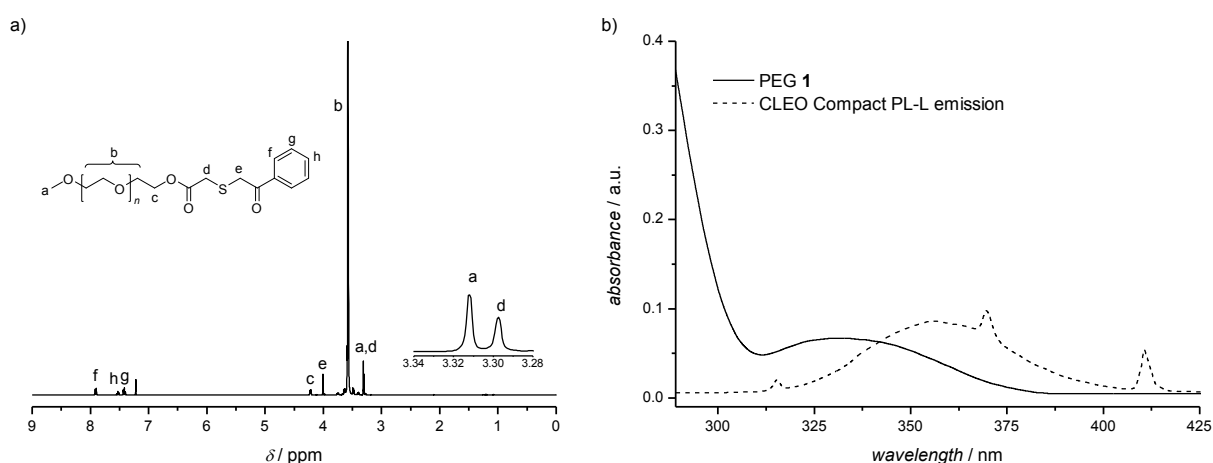 a)
b
b
g
f
h
a
O
O
n
c
O
O
d
S
e
O
a
d
3.34 3.32 3.30 3.28
f
h
g
c
e
a,d
9 8 7 6 5 4 3 2 1 0
δ / ppm
b)
0.4
PEG 1
CLEO Compact PL-L emission
0.3
0.2
0.1
0.0
absorbance / a.u.
300 325 350 375 400 425
wavelength / nm